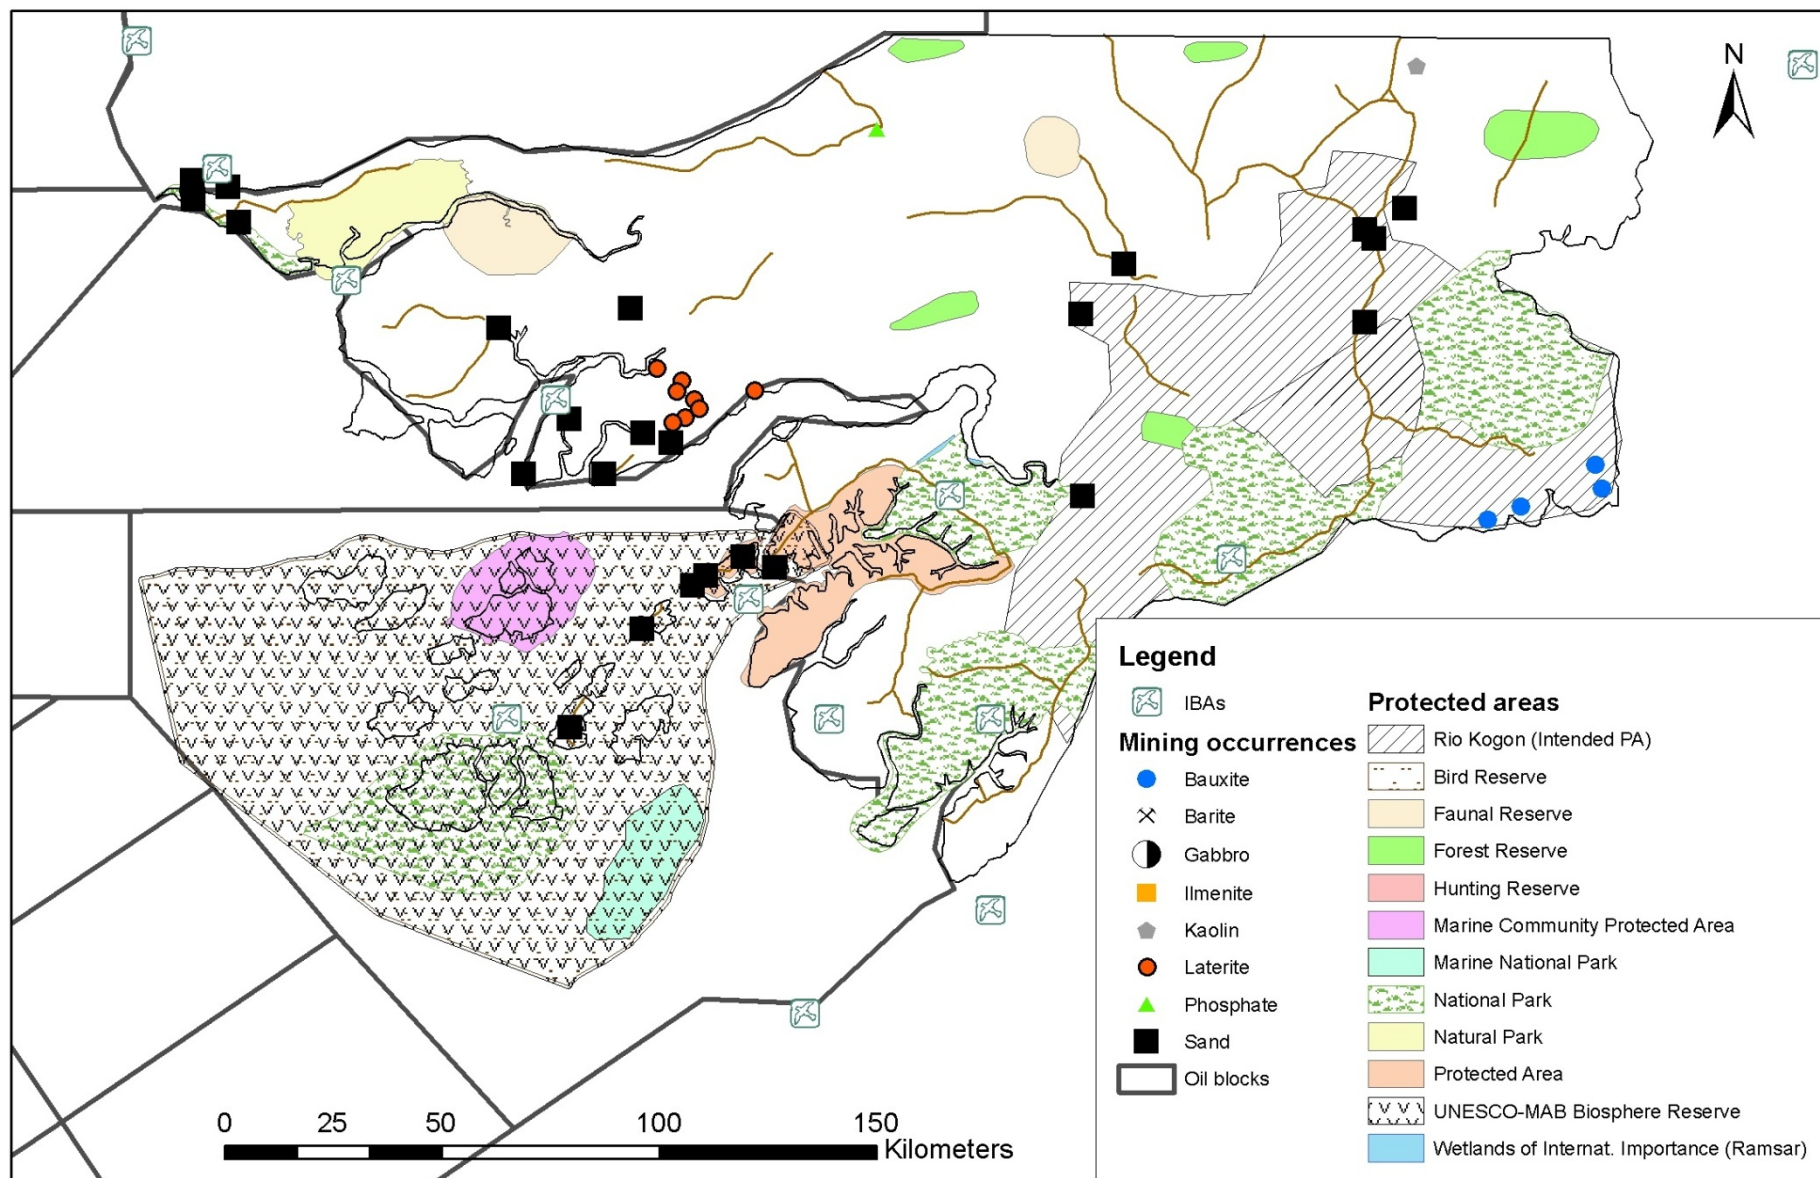 N
Legend
IBAs
Mining occurrences
Bauxite
Barite
Gabbro
Ilmenite
Kaolin
Laterite
Phosphate
Sand
Oil blocks
Protected areas
Rio Kogon (Intended PA)
Bird Reserve
Faunal Reserve
Forest Reserve
Hunting Reserve
Marine Community Protected Area
Marine National Park
National Park
Natural Park
Protected Area
UNESCO-MAB Biosphere Reserve
Wetlands of Internat. Importance (Ramsar)
0 25 50 100 150
Kilometers